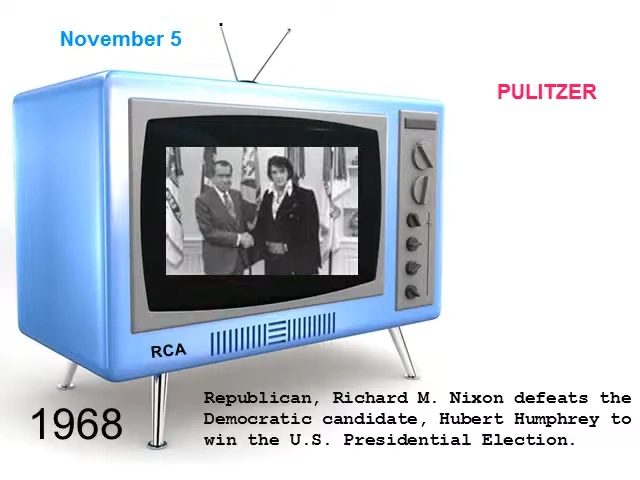 November 5
PULITZER
RCA
1968
Republican, Richard M. Nixon defeats the
Democratic candidate, Hubert Humphrey to
win the U.S. Presidential Election.